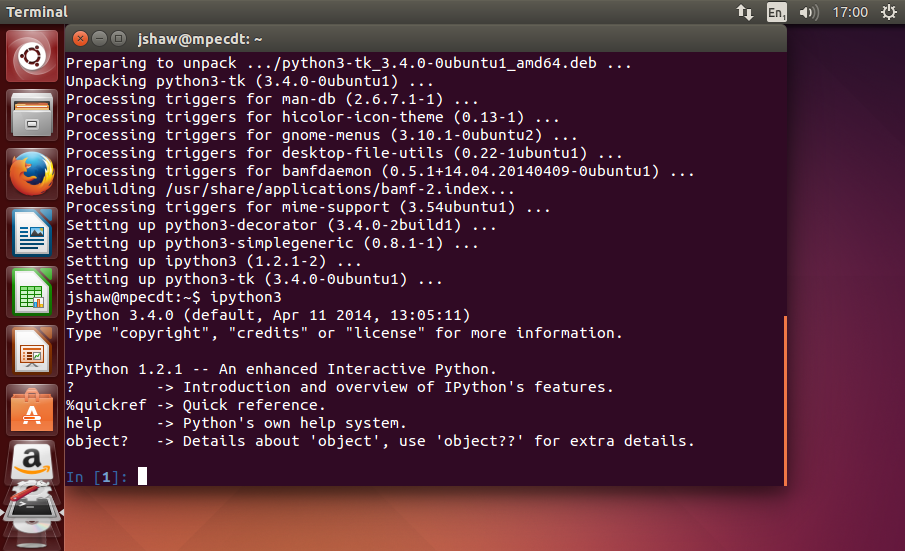 Terminal
En1
17:00
jshaw@mpecdt: ~
Preparing to unpack .../python3-tk_3.4.0-0ubuntu1_amd64.deb ...
Unpacking python3-tk (3.4.0-0ubuntu1) ...
Processing triggers for man-db (2.6.7.1-1) ...
Processing triggers for hicolor-icon-theme (0.13-1) ...
Processing triggers for gnome-menus (3.10.1-0ubuntu2) ...
Processing triggers for desktop-file-utils (0.22-1ubuntu1) ...
Processing triggers for bamfdaemon (0.5.1+14.04.20140409-0ubuntu1) ...
Rebuilding /usr/share/applications/bamf-2.index...
Processing triggers for mime-support (3.54ubuntu1) ...
Setting up python3-decorator (3.4.0-2build1) ...
Setting up python3-simplegeneric (0.8.1-1) ...
Setting up ipython3 (1.2.1-2) ...
Setting up python3-tk (3.4.0-0ubuntu1) ...
jshaw@mpecdt:~$ ipython3
Python 3.4.0 (default, Apr 11 2014, 13:05:11)
Type "copyright", "credits" or "license" for more information.
IPython 1.2.1 -- An enhanced Interactive Python.
?         -> Introduction and overview of IPython's features.
%quickref -> Quick reference.
help      -> Python's own help system.
object?   -> Details about 'object', use 'object??' for extra details.
In [1]: